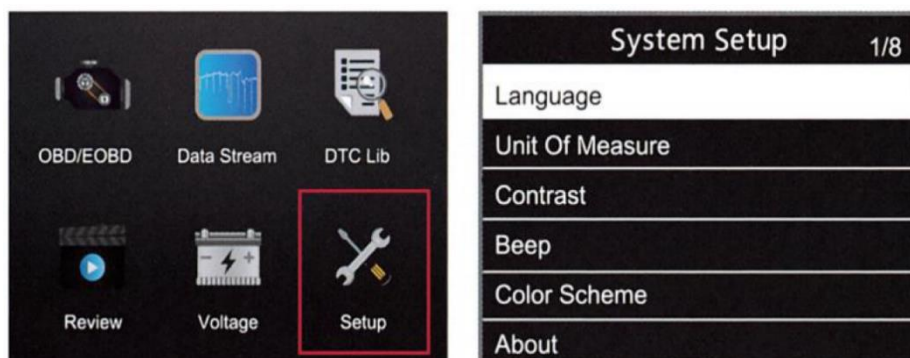 OBD/EOBD Data Stream DTC Lib
Review Voltage Setup
System Setup 1/8
Language
Unit Of Measure
Contrast
Beep
Color Scheme
About